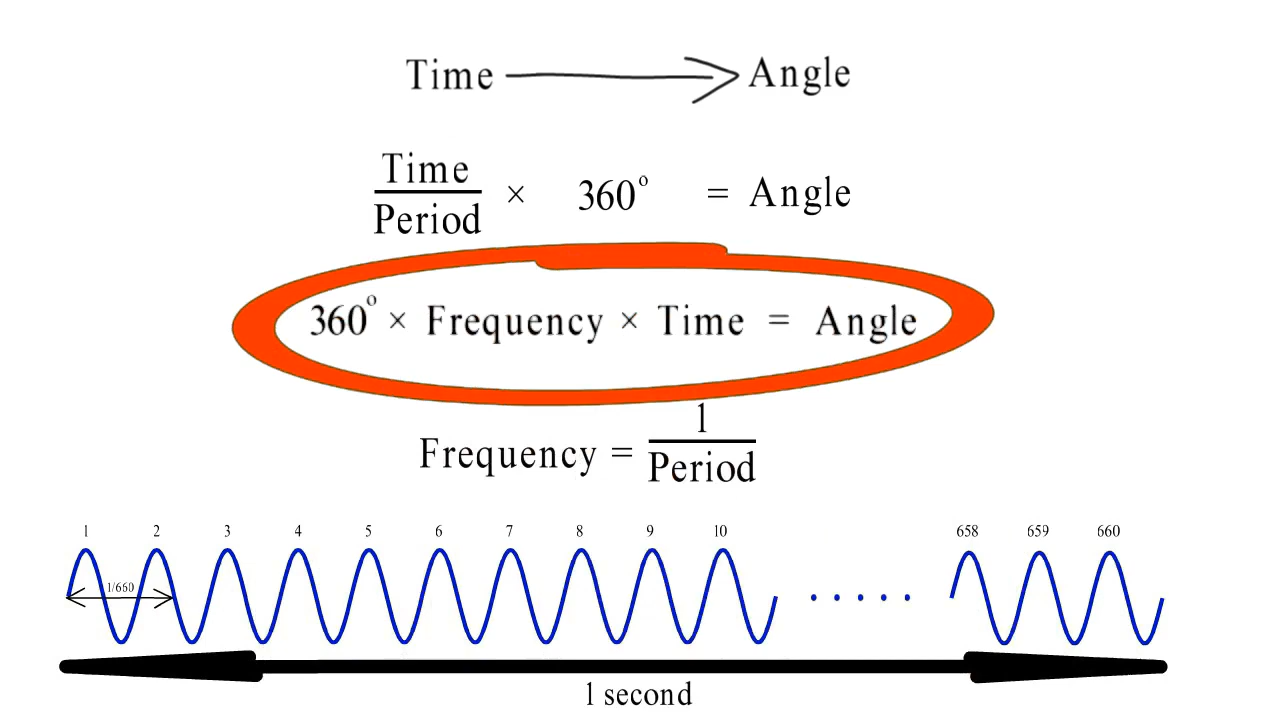 Time Angle
Time
Period
× 360° = Angle
360° × Frequency × Time = Angle
1
Frequency =
Period
1 2 3 4 5 6 7 8 9 10 658 659 660
1/660
1 second